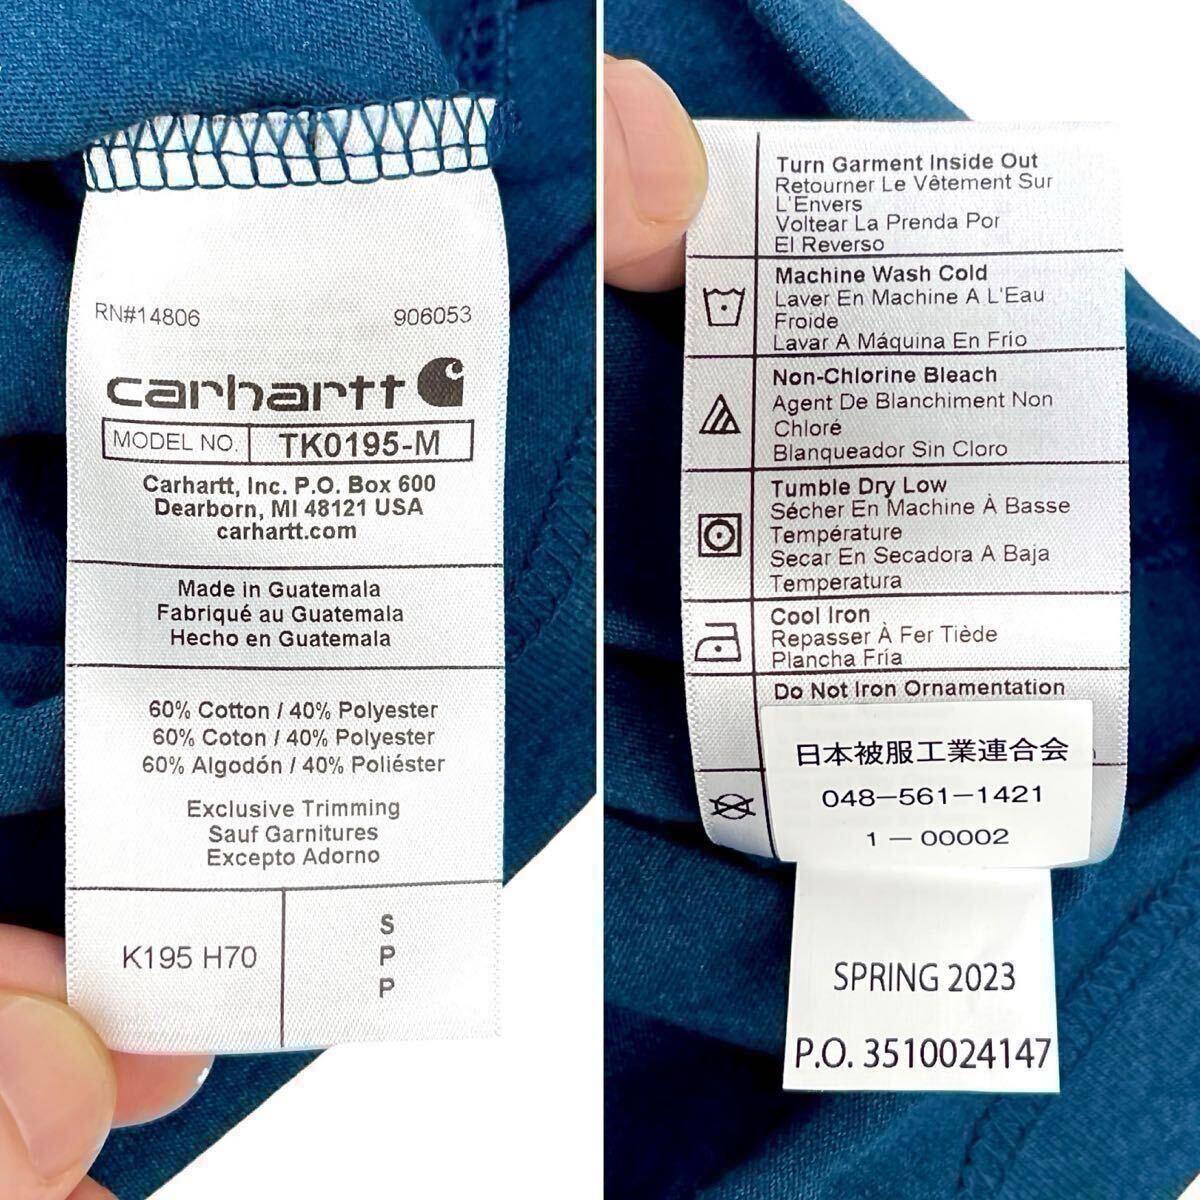 RN#14806 906053
carhartt
MODEL NO. TK0195-M
Carhartt, Inc. P.O. Box 600
Dearborn, MI 48121 USA
carhartt.com
Made in Guatemala
Fabriqué au Guatemala
Hecho en Guatemala
60% Cotton / 40% Polyester
60% Coton / 40% Polyester
60% Algodón / 40% Poliéster
Exclusive Trimming
Sauf Garnitures
Excepto Adorno
K195 H70
S
P
P
Turn Garment Inside Out
Retourner Le Vêtement Sur
L'Envers
Voltear La Prenda Por
El Reverso
Machine Wash Cold
Laver En Machine A L'Eau
Froide
Lavar A Máquina En Frío
Non-Chlorine Bleach
Agent De Blanchiment Non
Chloré
Blanqueador Sin Cloro
Tumble Dry Low
Sécher En Machine À Basse
Température
Secar En Secadora A Baja
Temperatura
Cool Iron
Repasser À Fer Tiède
Plancha Fría
Do Not Iron Ornamentation
日本被服工業連合会
048-561-1421
1-00002
SPRING 2023
P.O. 3510024147